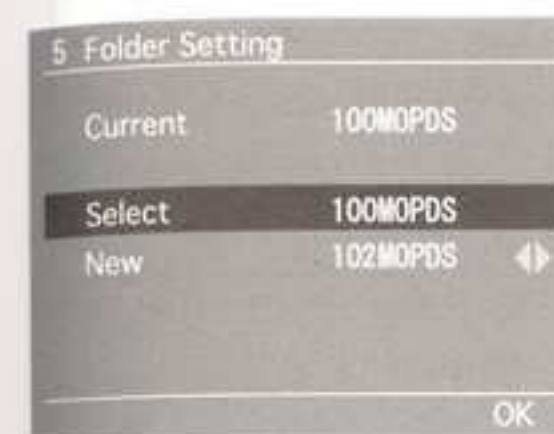 5 Folder Setting
Current 100MOPDS
Select 100MOPDS
New 102MOPDS
OK